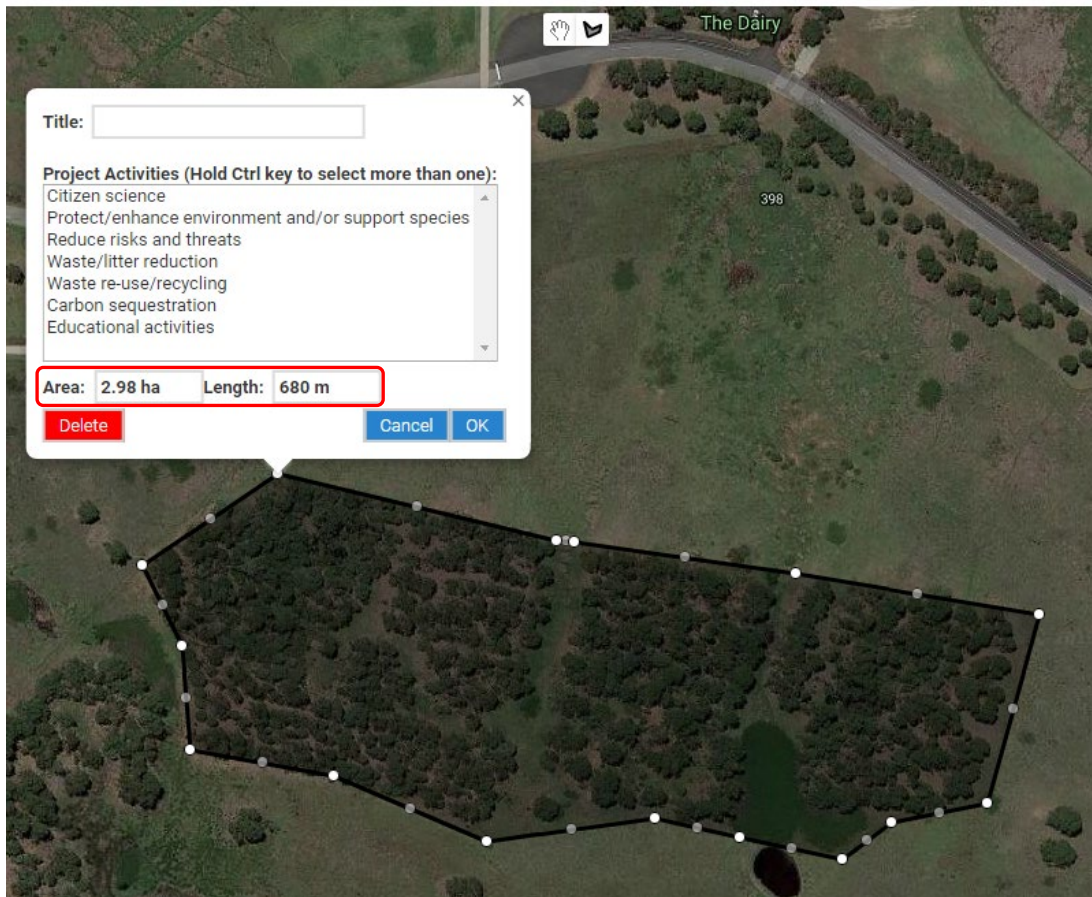 The Dairy
×
Title:
Project Activities (Hold Ctrl key to select more than one):
Citizen science
Protect/enhance environment and/or support species
398
Reduce risks and threats
Waste/litter reduction
Waste re-use/recycling
Carbon sequestration
Educational activities
Area: 2.98 ha Length: 680 m
Delete Cancel OK